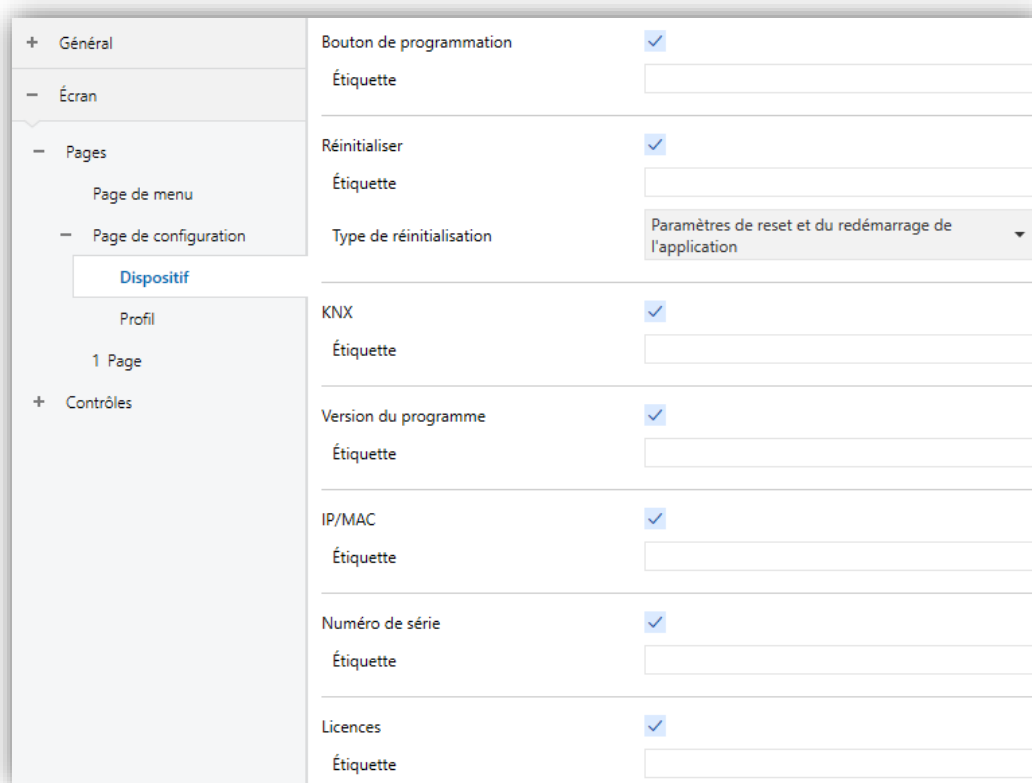 Général
Écran
Pages
Page de menu
Page de configuration
Dispositif
Profil
1 Page
Contrôles
Bouton de programmation
Étiquette
Réinitialiser
Étiquette
Type de réinitialisation
Paramètres de reset et du redémarrage de
l'application
KNX
Étiquette
Version du programme
Étiquette
IP/MAC
Étiquette
Numéro de série
Étiquette
Licences
Étiquette